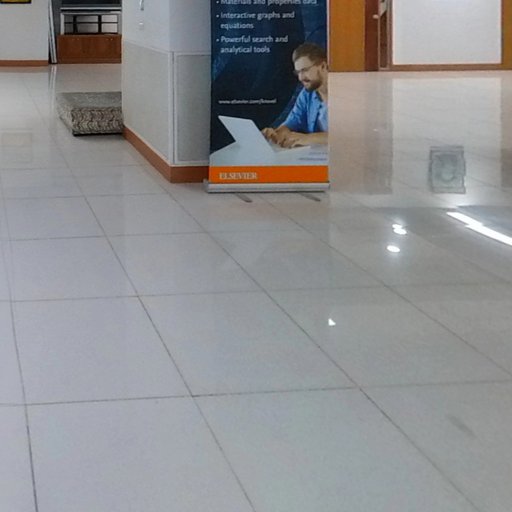 • Materials and properties data
• Interactive graphs and
equations
• Powerful search and
analytical tools
www.elsevier.com/knovel
ELSEVIER